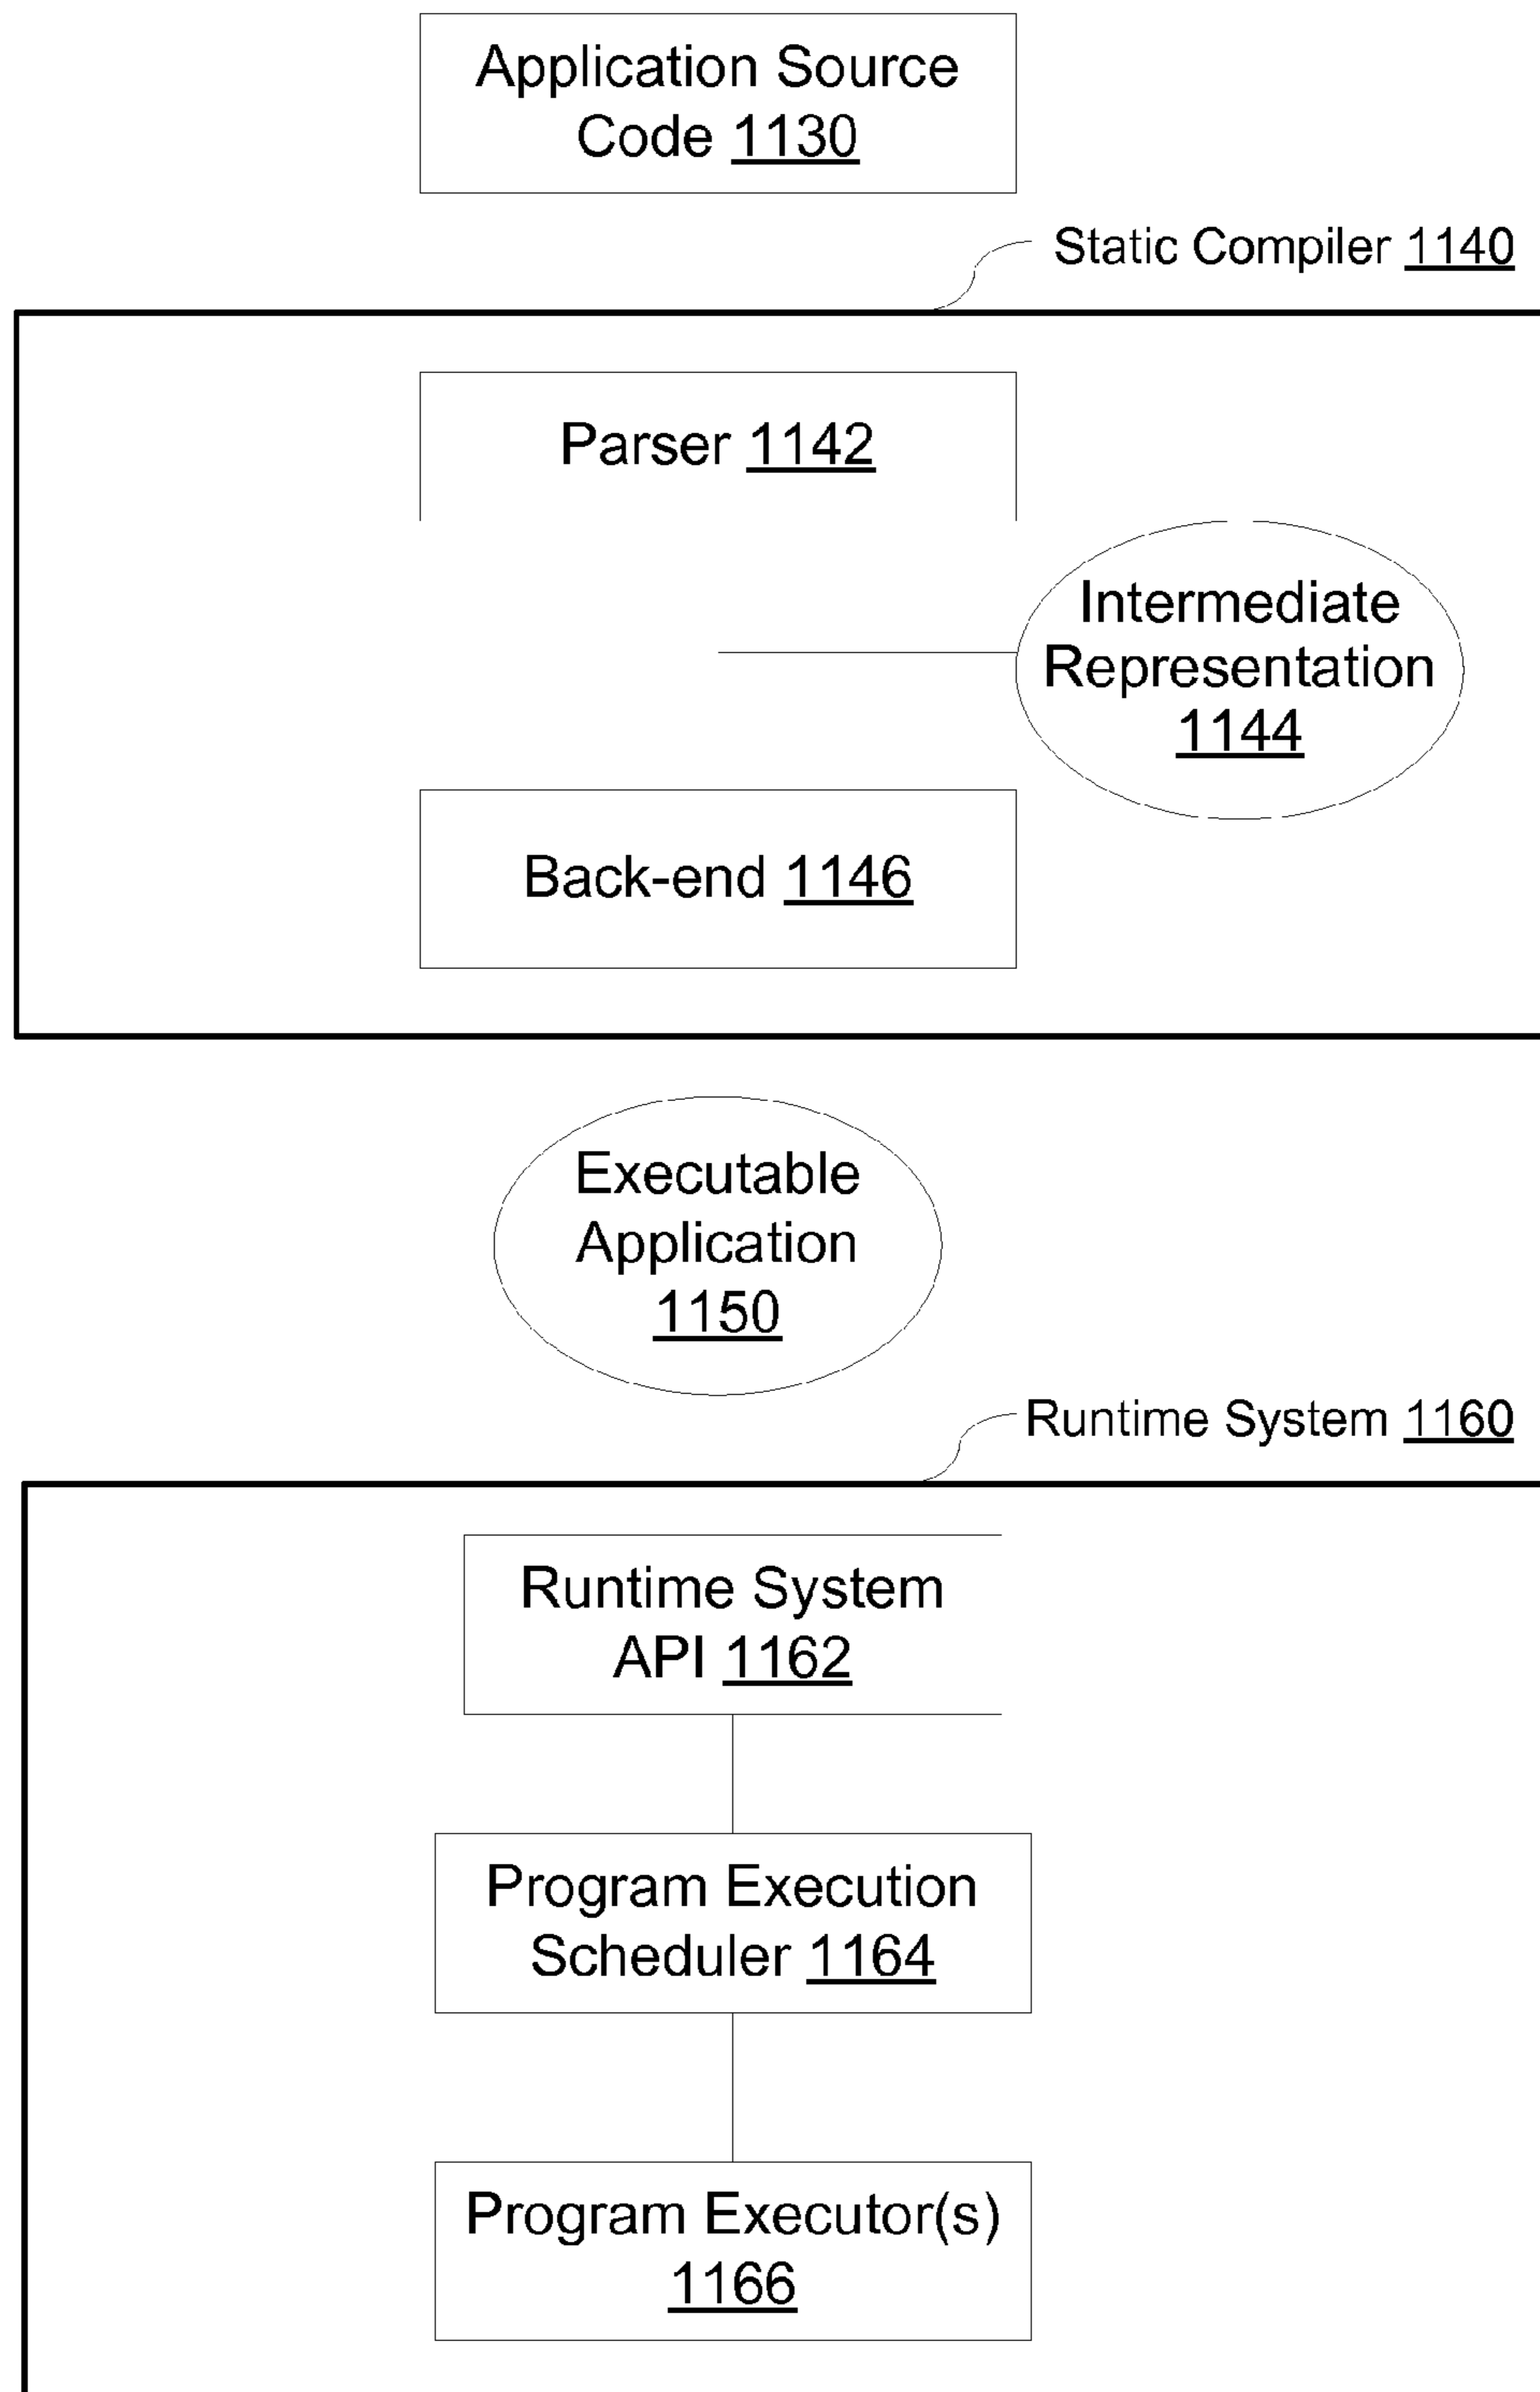 Application Source
Code 1130
Static Compiler 1140
Parser 1142
Intermediate
Representation
1144
Back-end 1146
Executable
Application
1150
Runtime System 1160
Runtime System
API 1162
Program Execution
Scheduler 1164
Program Executor(s)
1166